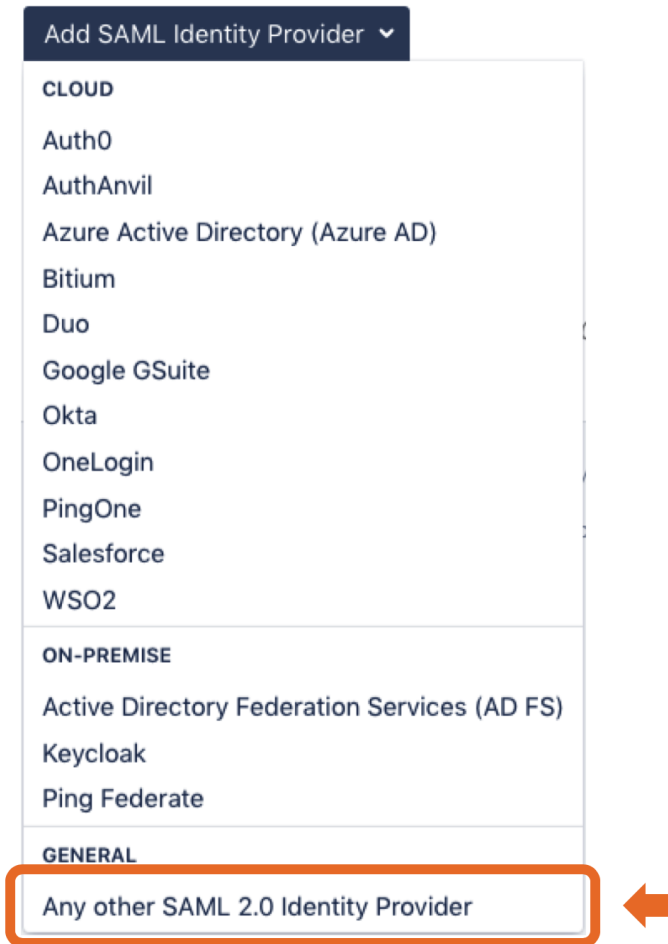 Add SAML Identity Provider
CLOUD
Auth0
AuthAnvil
Azure Active Directory (Azure AD)
Bitium
Duo
Google GSuite
Okta
OneLogin
PingOne
Salesforce
WSO2
ON-PREMISE
Active Directory Federation Services (AD FS)
Keycloak
Ping Federate
GENERAL
Any other SAML 2.0 Identity Provider